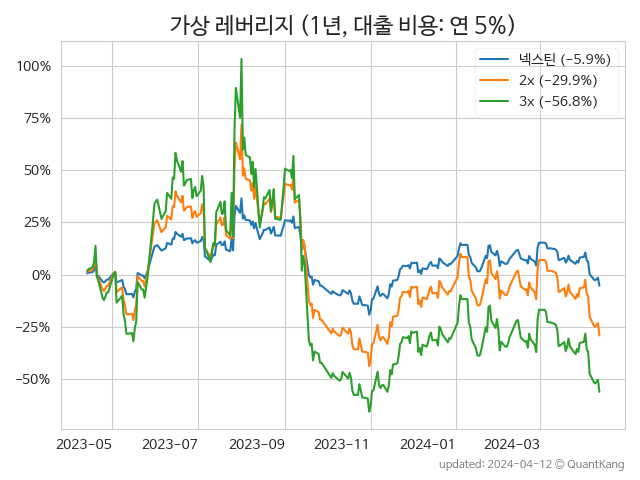 가상 레버리지 (1년, 대출 비용: 연 5%)
넥스틴 (−5.9%)
2x (−29.9%)
3x (−56.8%)
100%
75%
50%
25%
0%
−25%
−50%
2023-05 2023-07 2023-09 2023-11 2024-01 2024-03
updated: 2024-04-12 © QuantKang